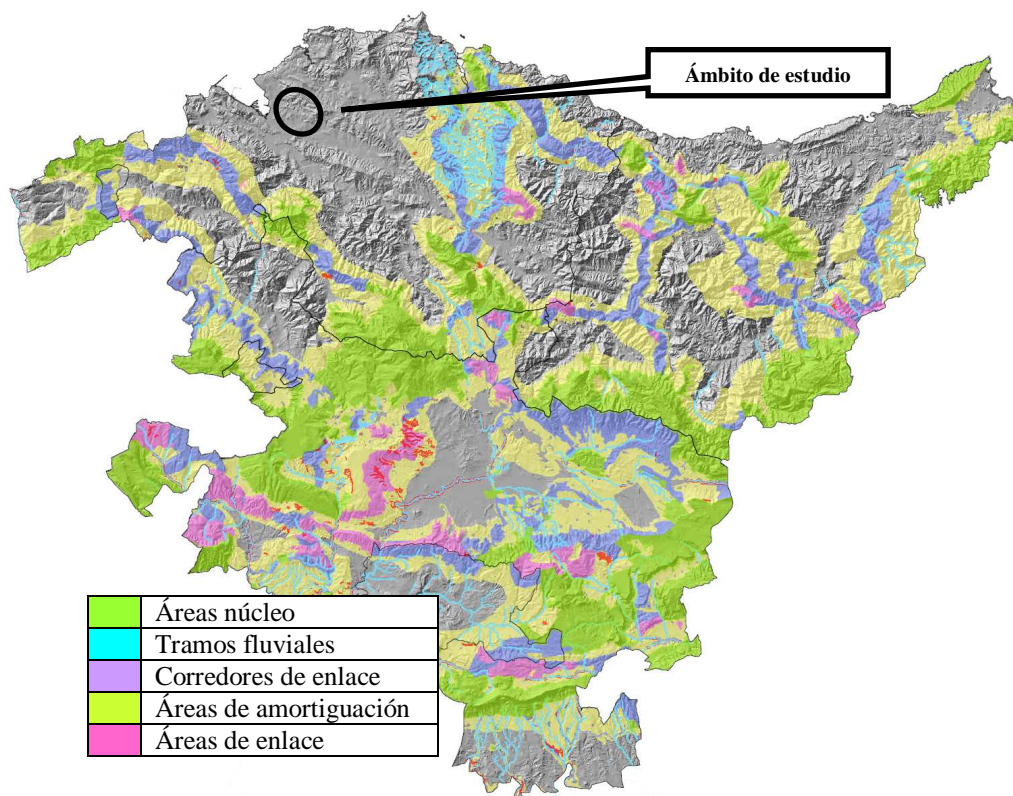 Ámbito de estudio
Áreas núcleo
Tramos fluviales
Corredores de enlace
Áreas de amortiguación
Áreas de enlace